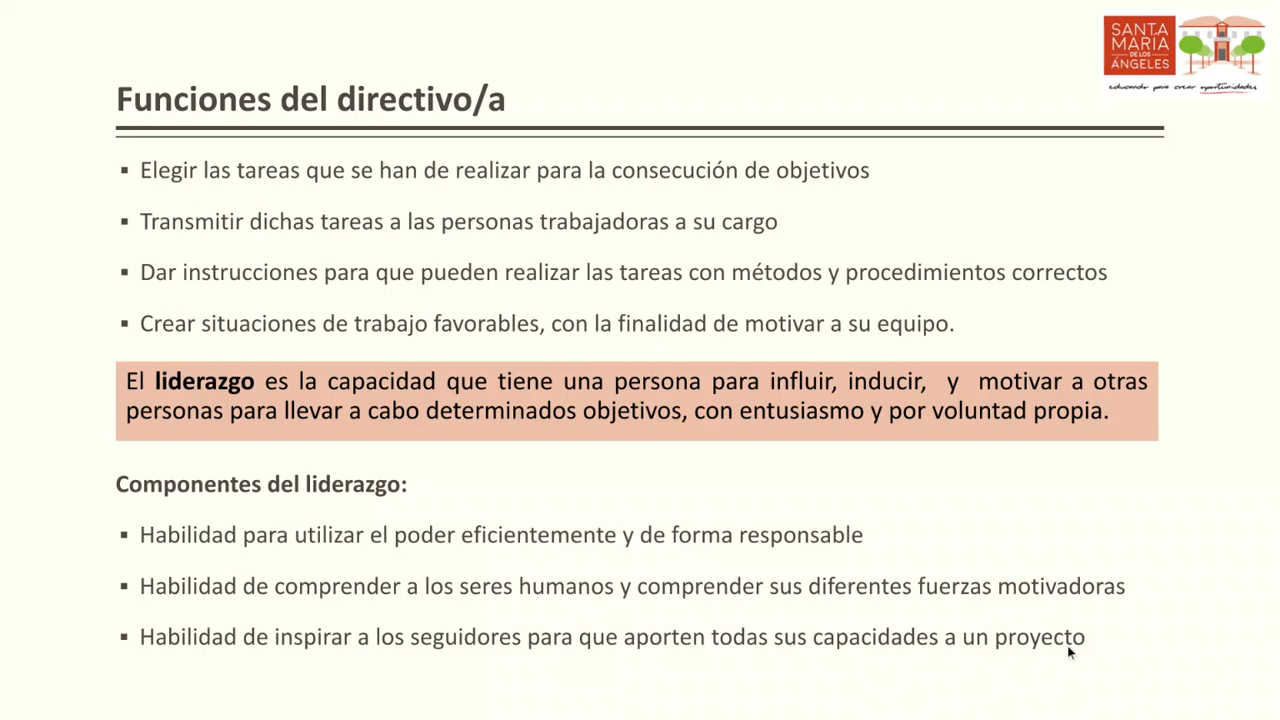 SANTA
MARIA
DE LOS
ÁNGELES
educando para crear oportunidades
Funciones del directivo/a
Elegir las tareas que se han de realizar para la consecución de objetivos
Transmitir dichas tareas a las personas trabajadoras a su cargo
Dar instrucciones para que pueden realizar las tareas con métodos y procedimientos correctos
Crear situaciones de trabajo favorables, con la finalidad de motivar a su equipo.
El liderazgo es la capacidad que tiene una persona para influir, inducir, y motivar a otras
personas para llevar a cabo determinados objetivos, con entusiasmo y por voluntad propia.
Componentes del liderazgo:
Habilidad para utilizar el poder eficientemente y de forma responsable
Habilidad de comprender a los seres humanos y comprender sus diferentes fuerzas motivadoras
Habilidad de inspirar a los seguidores para que aporten todas sus capacidades a un proyecto